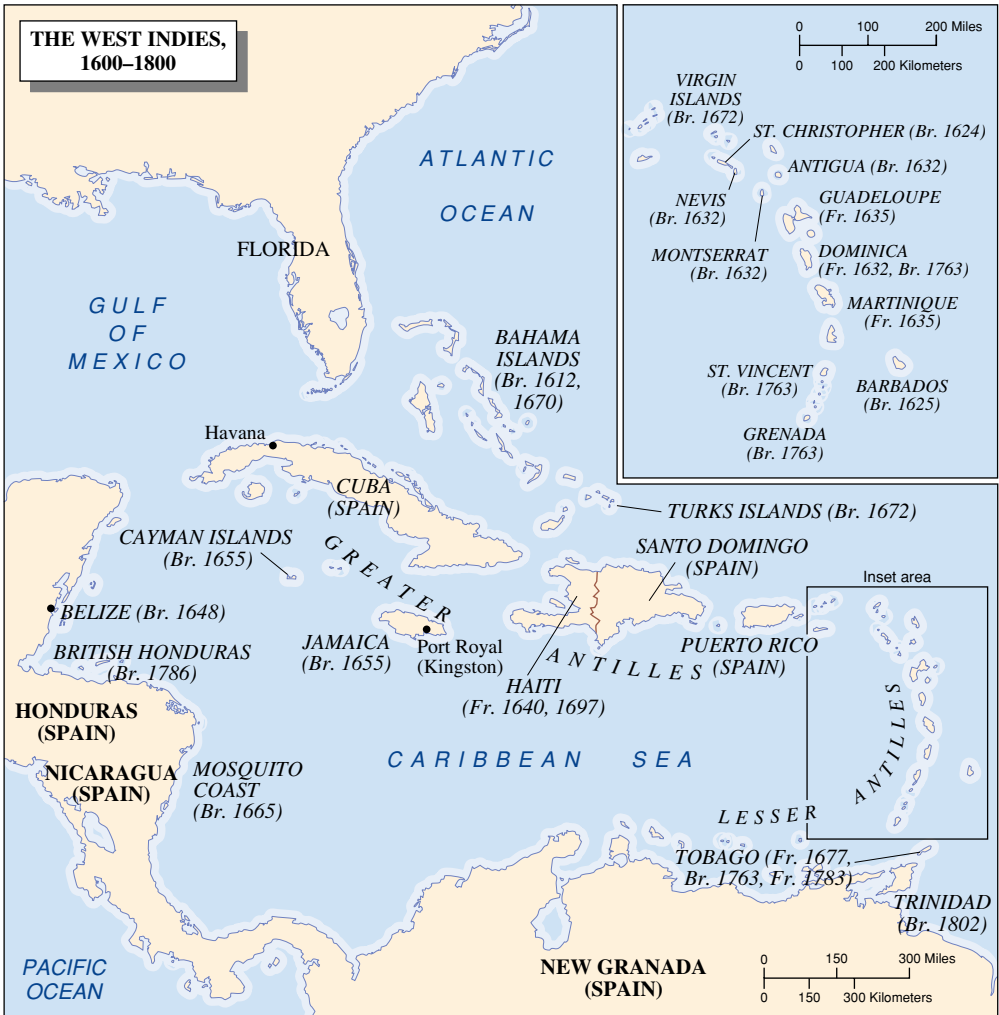 THE WEST INDIES,
1600–1800
ATLANTIC
OCEAN
FLORIDA
GULF
OF
MEXICO
BAHAMA
ISLANDS
(Br. 1612,
1670)
Havana
CUBA
(SPAIN)
TURKS ISLANDS (Br. 1672)
CAYMAN ISLANDS
(Br. 1655)
GREATER
SANTO DOMINGO
(SPAIN)
Inset area
BELIZE (Br. 1648)
JAMAICA
(Br. 1655)
Port Royal
(Kingston)
PUERTO RICO
(SPAIN)
BRITISH HONDURAS
(Br. 1786)
ANTILLES
HAITI
(Fr. 1640, 1697)
HONDURAS
(SPAIN)
NICARAGUA
(SPAIN)
MOSQUITO
COAST
(Br. 1665)
CARIBBEAN SEA
LESSER
ANTILLES
TOBAGO (Fr. 1677,
Br. 1763, Fr. 1783)
TRINIDAD
(Br. 1802)
PACIFIC
OCEAN
NEW GRANADA
(SPAIN)
0 150 300 Miles
0 150 300 Kilometers
0 100 200 Miles
0 100 200 Kilometers
VIRGIN
ISLANDS
(Br. 1672)
ST. CHRISTOPHER (Br. 1624)
ANTIGUA (Br. 1632)
NEVIS
(Br. 1632)
GUADELOUPE
(Fr. 1635)
MONTSERRAT
(Br. 1632)
DOMINICA
(Fr. 1632, Br. 1763)
MARTINIQUE
(Fr. 1635)
ST. VINCENT
(Br. 1763)
BARBADOS
(Br. 1625)
GRENADA
(Br. 1763)